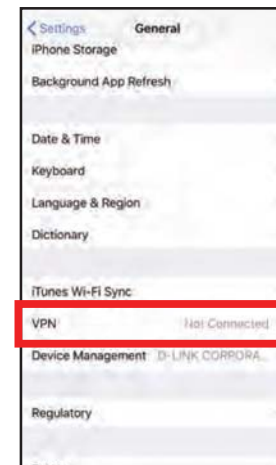 Settings General
iPhone Storage
Background App Refresh
Date & Time
Keyboard
Language & Region
Dictionary
iTunes Wi-Fi Sync
VPN Not Connected
Device Management D-LINK CORPORA...
Regulatory